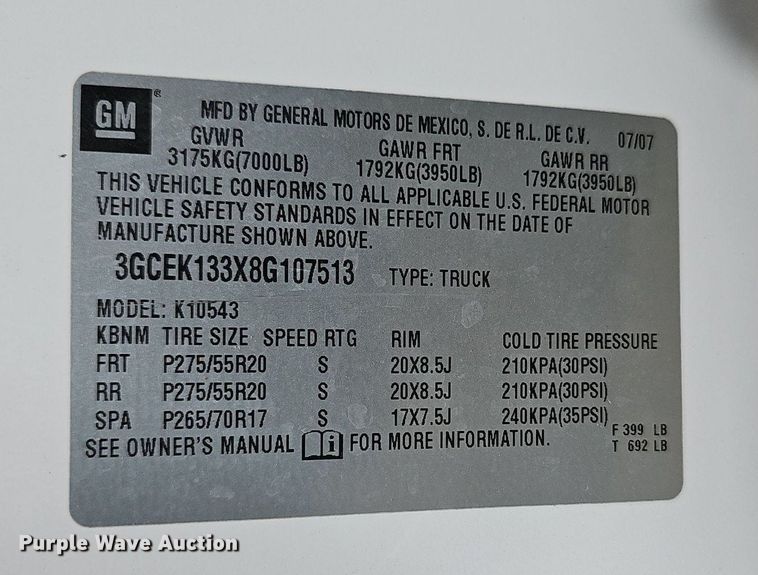 GM ®
MFD BY GENERAL MOTORS DE MEXICO, S. DE R.L. DE C.V. 07/07
GVWR GAWR FRT GAWR RR
3175KG(7000LB) 1792KG(3950LB) 1792KG(3950LB)
THIS VEHICLE CONFORMS TO ALL APPLICABLE U.S. FEDERAL MOTOR
VEHICLE SAFETY STANDARDS IN EFFECT ON THE DATE OF
MANUFACTURE SHOWN ABOVE.
3GCEK133X8G107513 TYPE: TRUCK
MODEL: K10543
KBNM TIRE SIZE SPEED RTG RIM COLD TIRE PRESSURE
FRT P275/55R20 S 20X8.5J 210KPA(30PSI)
RR P275/55R20 S 20X8.5J 210KPA(30PSI)
SPA P265/70R17 S 17X7.5J 240KPA(35PSI)
SEE OWNER'S MANUAL i FOR MORE INFORMATION.
F 399 LB
T 692 LB
Purple Wave Auction